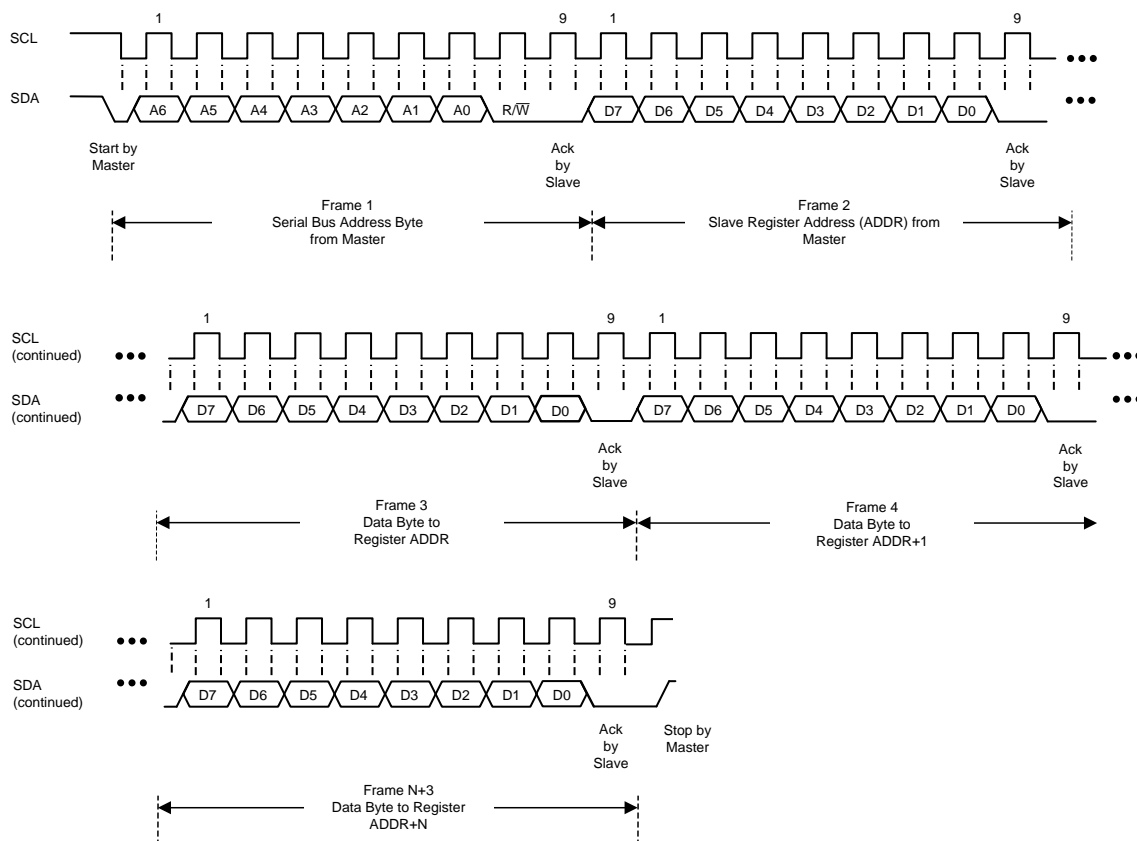 1 9 1 9
SCL
SDA
A6 A5 A4 A3 A2 A1 A0 R/W̅ D7 D6 D5 D4 D3 D2 D1 D0
Start by
Master
Ack
by
Slave
Ack
by
Slave
Frame 1
Serial Bus Address Byte
from Master
Frame 2
Slave Register Address (ADDR) from
Master
1 9 1 9
SCL
(continued)
SDA
(continued)
D7 D6 D5 D4 D3 D2 D1 D0 D7 D6 D5 D4 D3 D2 D1 D0
Ack
by
Slave
Ack
by
Slave
Frame 3
Data Byte to
Register ADDR
Frame 4
Data Byte to
Register ADDR+1
1 9
SCL
(continued)
SDA
(continued)
D7 D6 D5 D4 D3 D2 D1 D0
Ack
by
Slave
Stop by
Master
Frame N+3
Data Byte to Register
ADDR+N